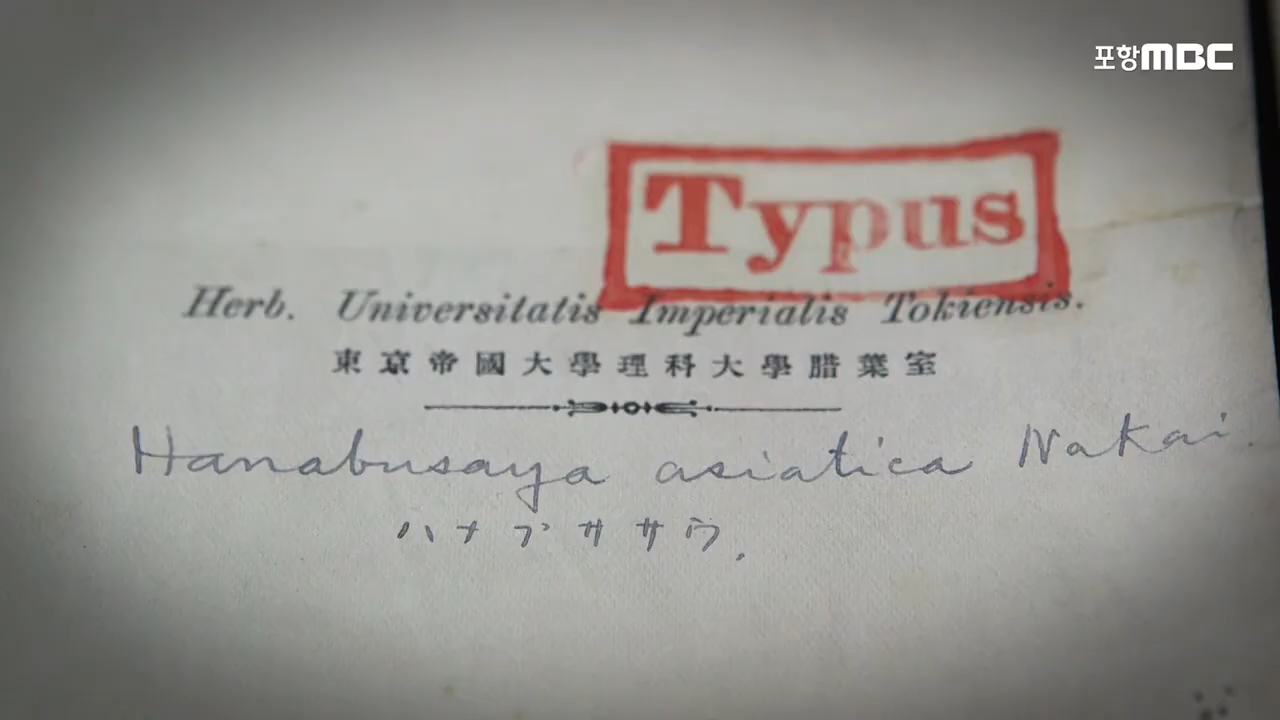 포항MBC
Typus
Herb. Universitatis Imperialis Tokiensis.
東京帝國大學理科大學腊葉室
Hanabusaya asiatica Nakai.
ハナブササウ.